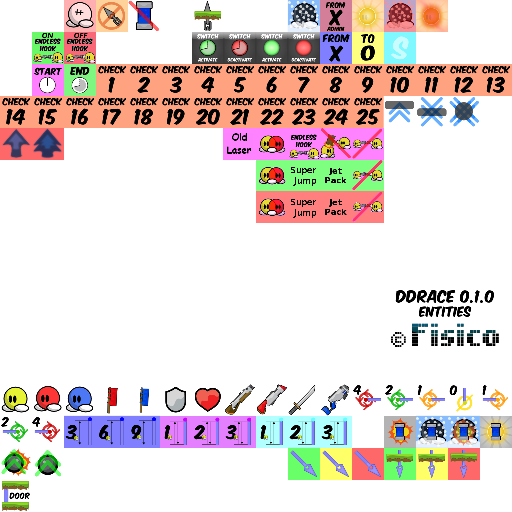 FROM
X
ADMIN
ON
ENDLESS
HOOK
OFF
ENDLESS
HOOK
SWITCH
ACTIVATE
SWITCH
DEACTIVATE
SWITCH
ACTIVATE
SWITCH
DEACTIVATE
FROM
X
TO
O
S
START
END
CHECK CHECK CHECK CHECK CHECK CHECK CHECK CHECK CHECK CHECK CHECK CHECK CHECK
1 2 3 4 5 6 7 8 9 10 11 12 13
CHECK CHECK CHECK CHECK CHECK CHECK CHECK CHECK CHECK CHECK CHECK CHECK
14 15 16 17 18 19 20 21 22 23 24 25
Old
Laser
ENDLESS
HOOK
Super
Jump
Jet
Pack
Super
Jump
Jet
Pack
DDRACE 0.1.0
ENTITIES
© Fisico
4 2 1 0 1
2 4 3 6 9 1 2 3 1 2 3
DOOR